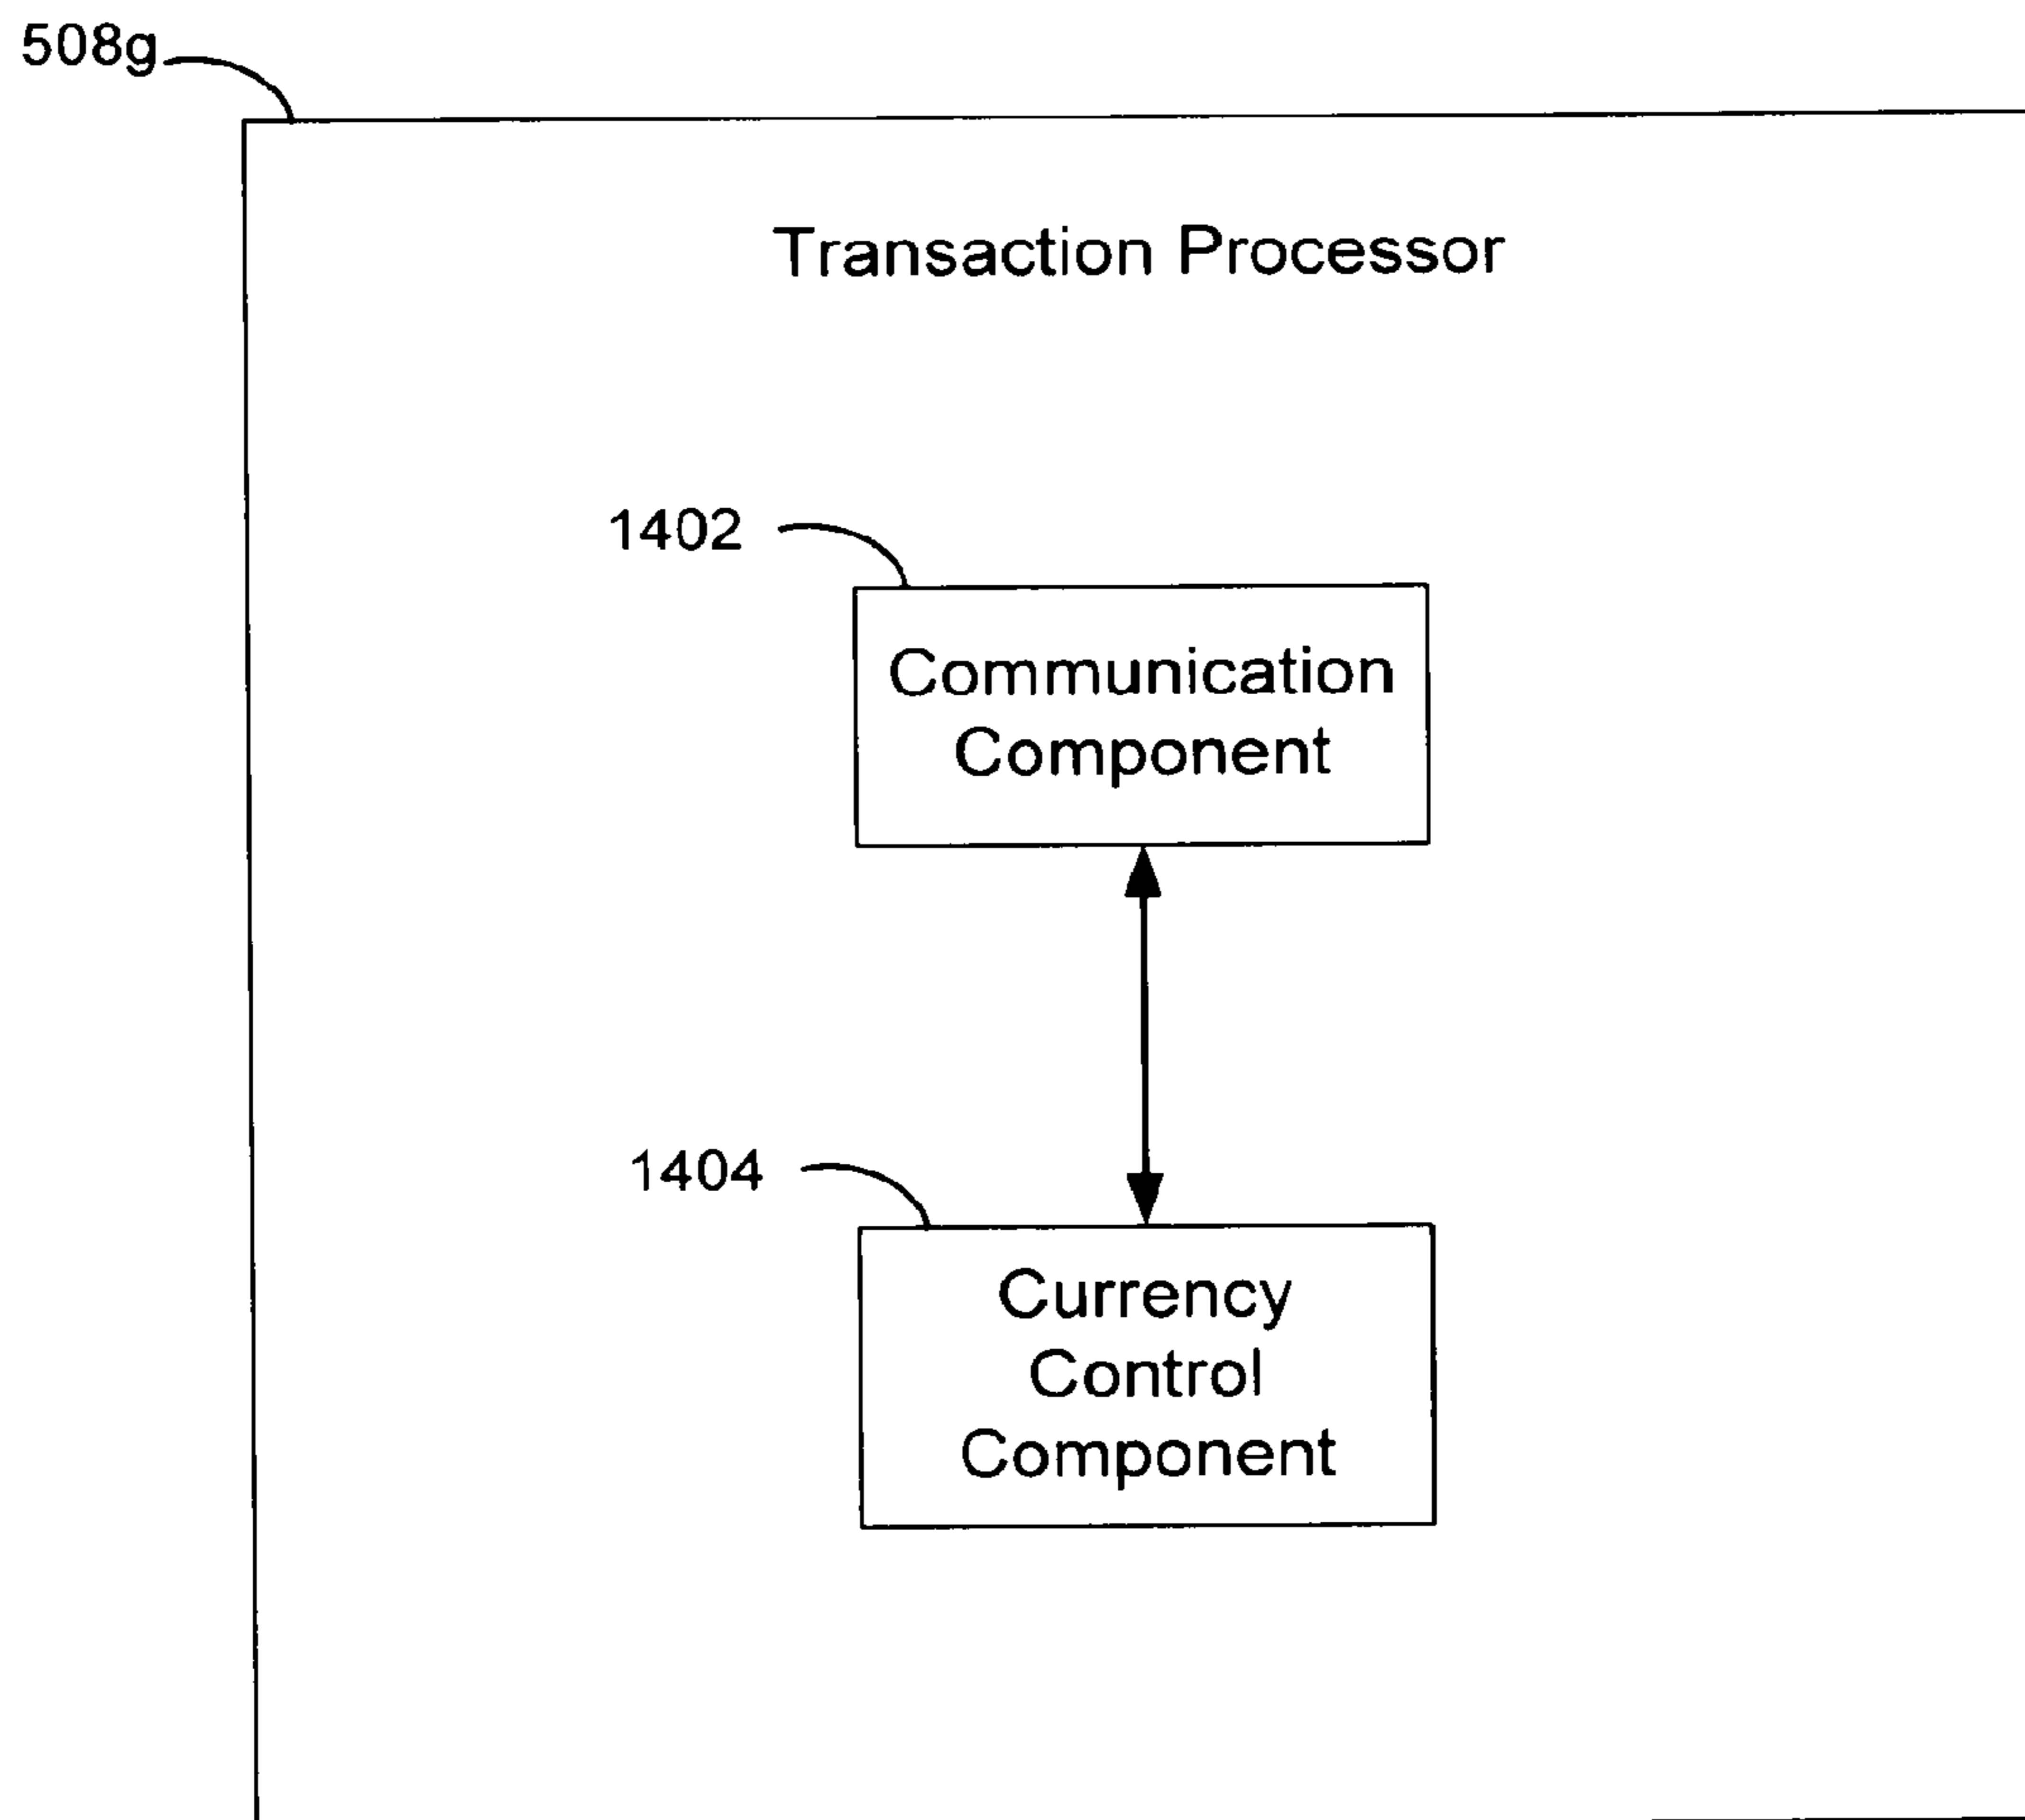 508g
Transaction Processor
1402
Communication
Component
1404
Currency
Control
Component